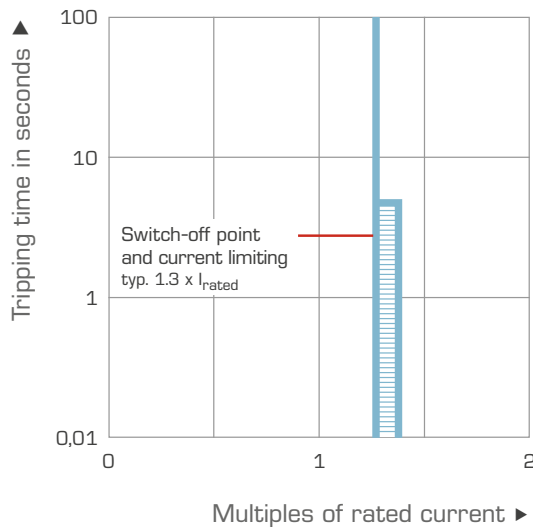 Tripping time in seconds ▲
100
10
1
0,01
Switch-off point
and current limiting
typ. 1.3 x Irated
0
1
2
Multiples of rated current ►